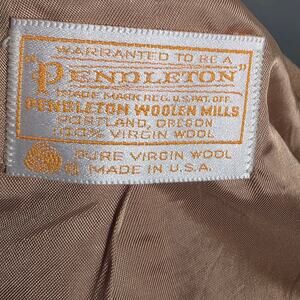 WARRANTED TO BE A
"PENDLETON"
TRADE MARK REG. U.S. PAT. OFF.
PENDLETON WOOLEN MILLS
PORTLAND, OREGON
100% VIRGIN WOOL
PURE VIRGIN WOOL
MADE IN U.S.A.